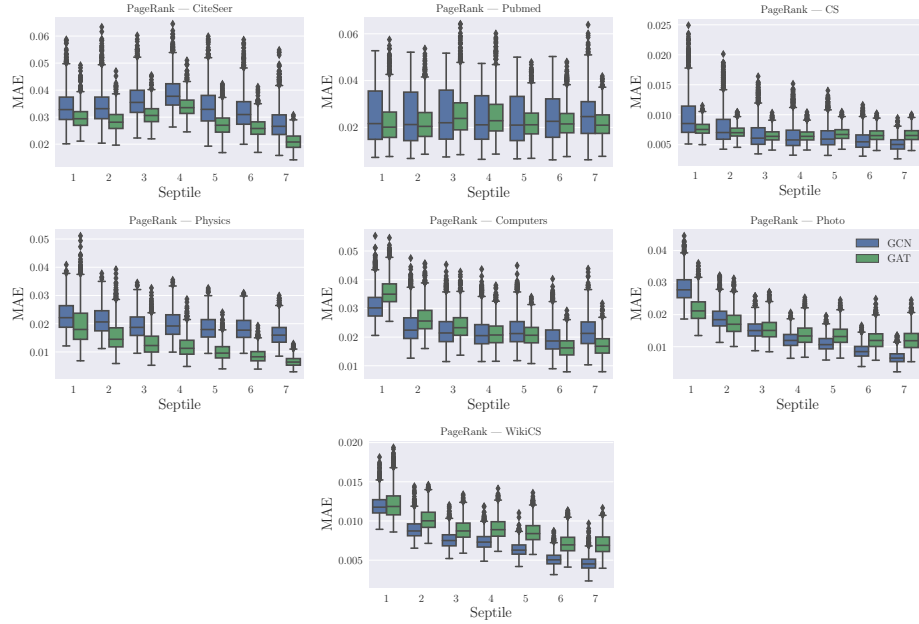 PageRank — CiteSeer
PageRank — Pubmed
PageRank — CS
MAE
0.06
0.05
0.04
0.03
0.02
1 2 3 4 5 6 7
Septile
MAE
0.06
0.04
0.02
1 2 3 4 5 6 7
Septile
MAE
0.025
0.020
0.015
0.010
0.005
1 2 3 4 5 6 7
Septile
PageRank — Physics
PageRank — Computers
PageRank — Photo
MAE
0.05
0.04
0.03
0.02
0.01
1 2 3 4 5 6 7
Septile
MAE
0.05
0.04
0.03
0.02
0.01
1 2 3 4 5 6 7
Septile
MAE
0.04
0.03
0.02
0.01
GCN
GAT
1 2 3 4 5 6 7
Septile
PageRank — WikiCS
MAE
0.020
0.015
0.010
0.005
1 2 3 4 5 6 7
Septile